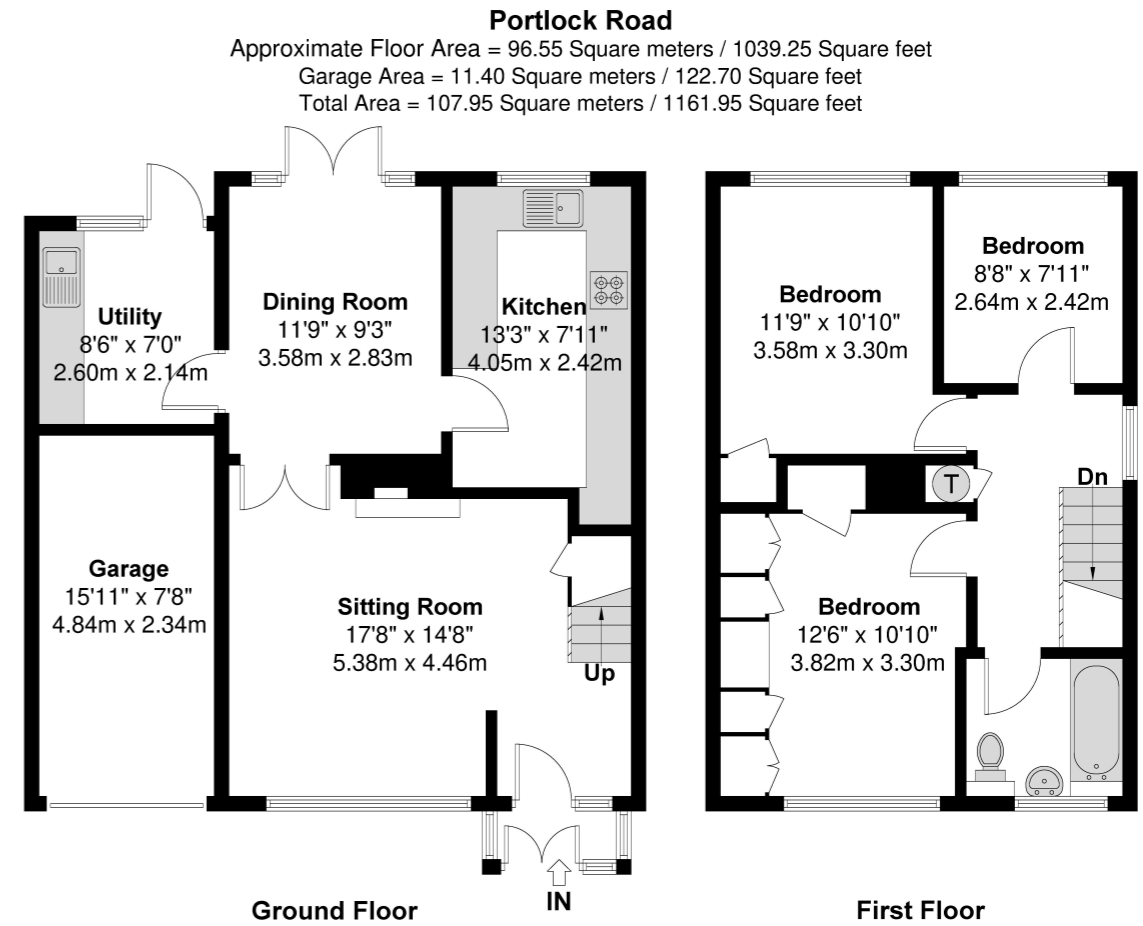 Portlock Road
Approximate Floor Area = 96.55 Square meters / 1039.25 Square feet
Garage Area = 11.40 Square meters / 122.70 Square feet
Total Area = 107.95 Square meters / 1161.95 Square feet
Utility
8'6" x 7'0"
2.60m x 2.14m
Dining Room
11'9" x 9'3"
3.58m x 2.83m
Kitchen
13'3" x 7'11"
4.05m x 2.42m
Garage
15'11" x 7'8"
4.84m x 2.34m
Sitting Room
17'8" x 14'8"
5.38m x 4.46m
Up
IN
Ground Floor
Bedroom
11'9" x 10'10"
3.58m x 3.30m
Bedroom
8'8" x 7'11"
2.64m x 2.42m
T
Dn
Bedroom
12'6" x 10'10"
3.82m x 3.30m
First Floor